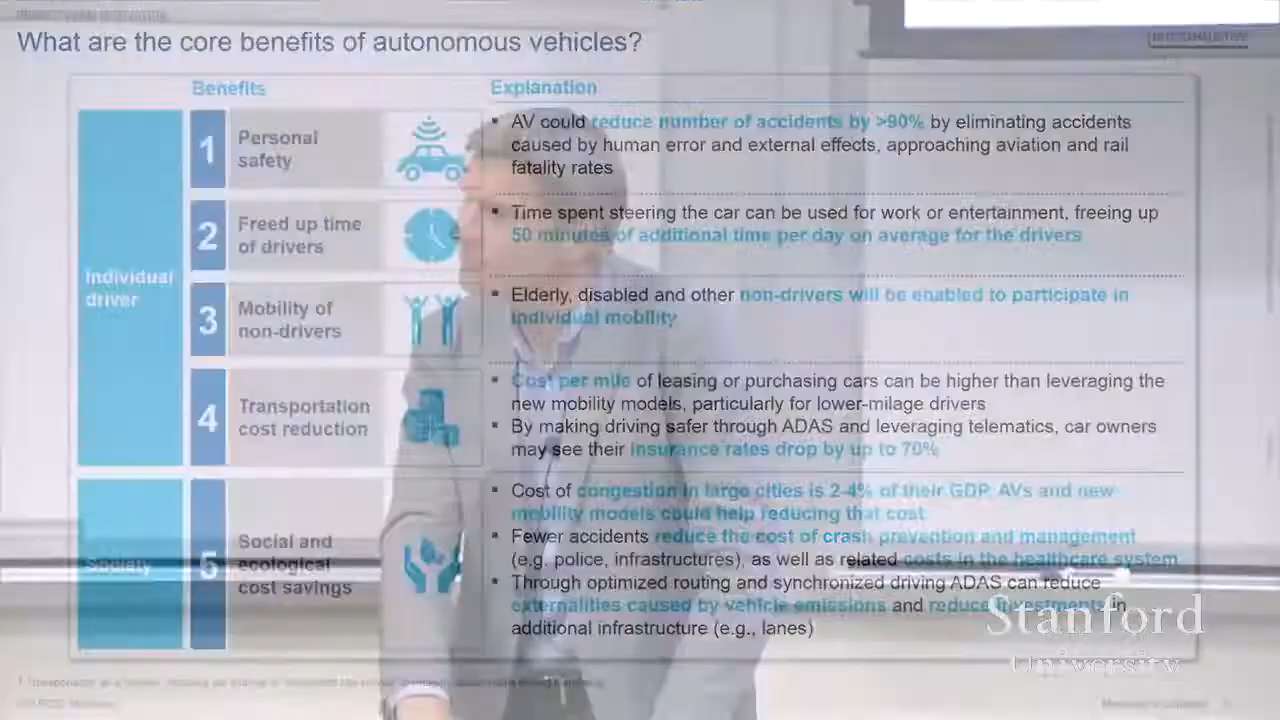 What are the core benefits of autonomous vehicles?
Benefits
Explanation
Individual
driver
1
Personal
safety
▪ AV could reduce number of accidents by >90% by eliminating accidents
caused by human error and external effects, approaching aviation and rail
fatality rates
2
Freed up time
of drivers
▪ Time spent steering the car can be used for work or entertainment, freeing up
50 minutes of additional time per day on average for the drivers
3
Mobility of
non-drivers
▪ Elderly, disabled and other non-drivers will be enabled to participate in
individual mobility
4
Transportation
cost reduction
▪ Cost per mile of leasing or purchasing cars can be higher than leveraging the
new mobility models, particularly for lower-milage drivers
▪ By making driving safer through ADAS and leveraging telematics, car owners
may see their insurance rates drop by up to 70%
Society
5
Social and
ecological
cost savings
▪ Cost of congestion in large cities is 2-4% of their GDP, AVs and new
mobility models could help reducing that cost
▪ Fewer accidents reduce the cost of crash prevention and management
(e.g. police, infrastructures), as well as related costs in the healthcare system
▪ Through optimized routing and synchronized driving ADAS can reduce
externalities caused by vehicle emissions and reduce investments in
additional infrastructure (e.g., lanes)
Stanford
University